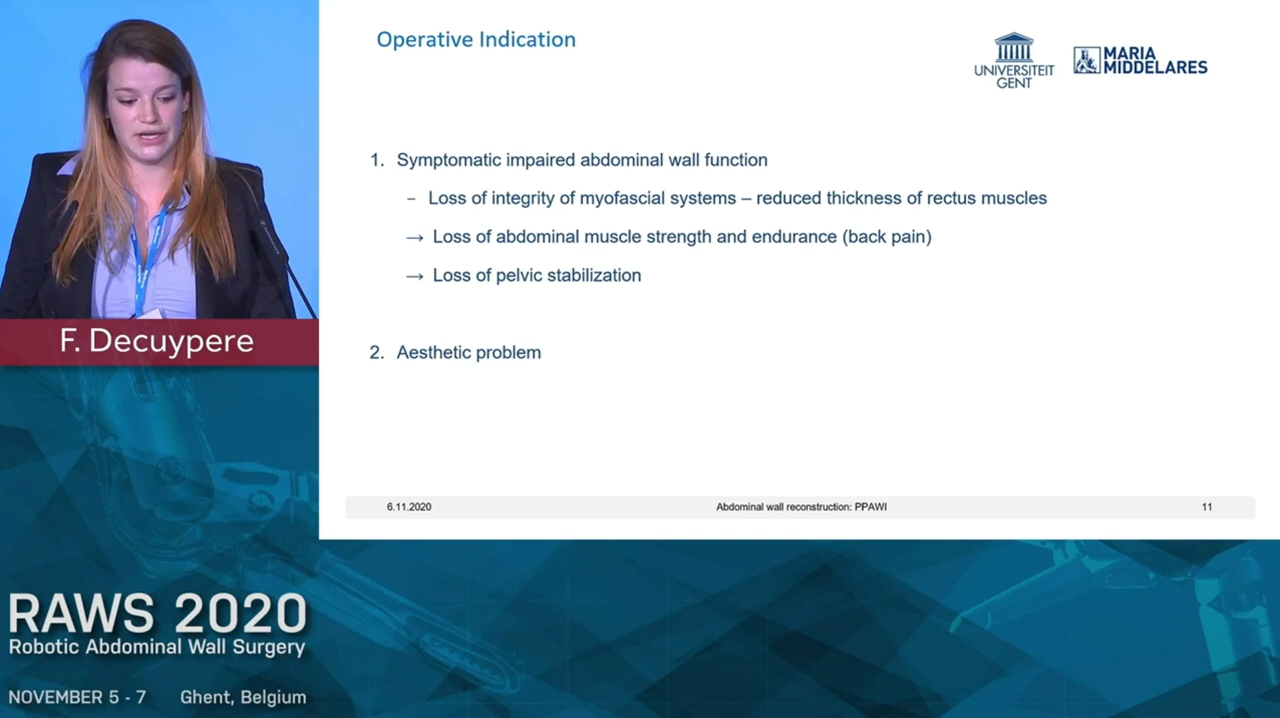 Operative Indication
UNIVERSITEIT
GENT
MARIA
MIDDELARES
1. Symptomatic impaired abdominal wall function
– Loss of integrity of myofascial systems – reduced thickness of rectus muscles
→ Loss of abdominal muscle strength and endurance (back pain)
→ Loss of pelvic stabilization
2. Aesthetic problem
6.11.2020 Abdominal wall reconstruction: PPAWI 11
F. Decuypere
RAWS 2020
Robotic Abdominal Wall Surgery
NOVEMBER 5 - 7 Ghent, Belgium